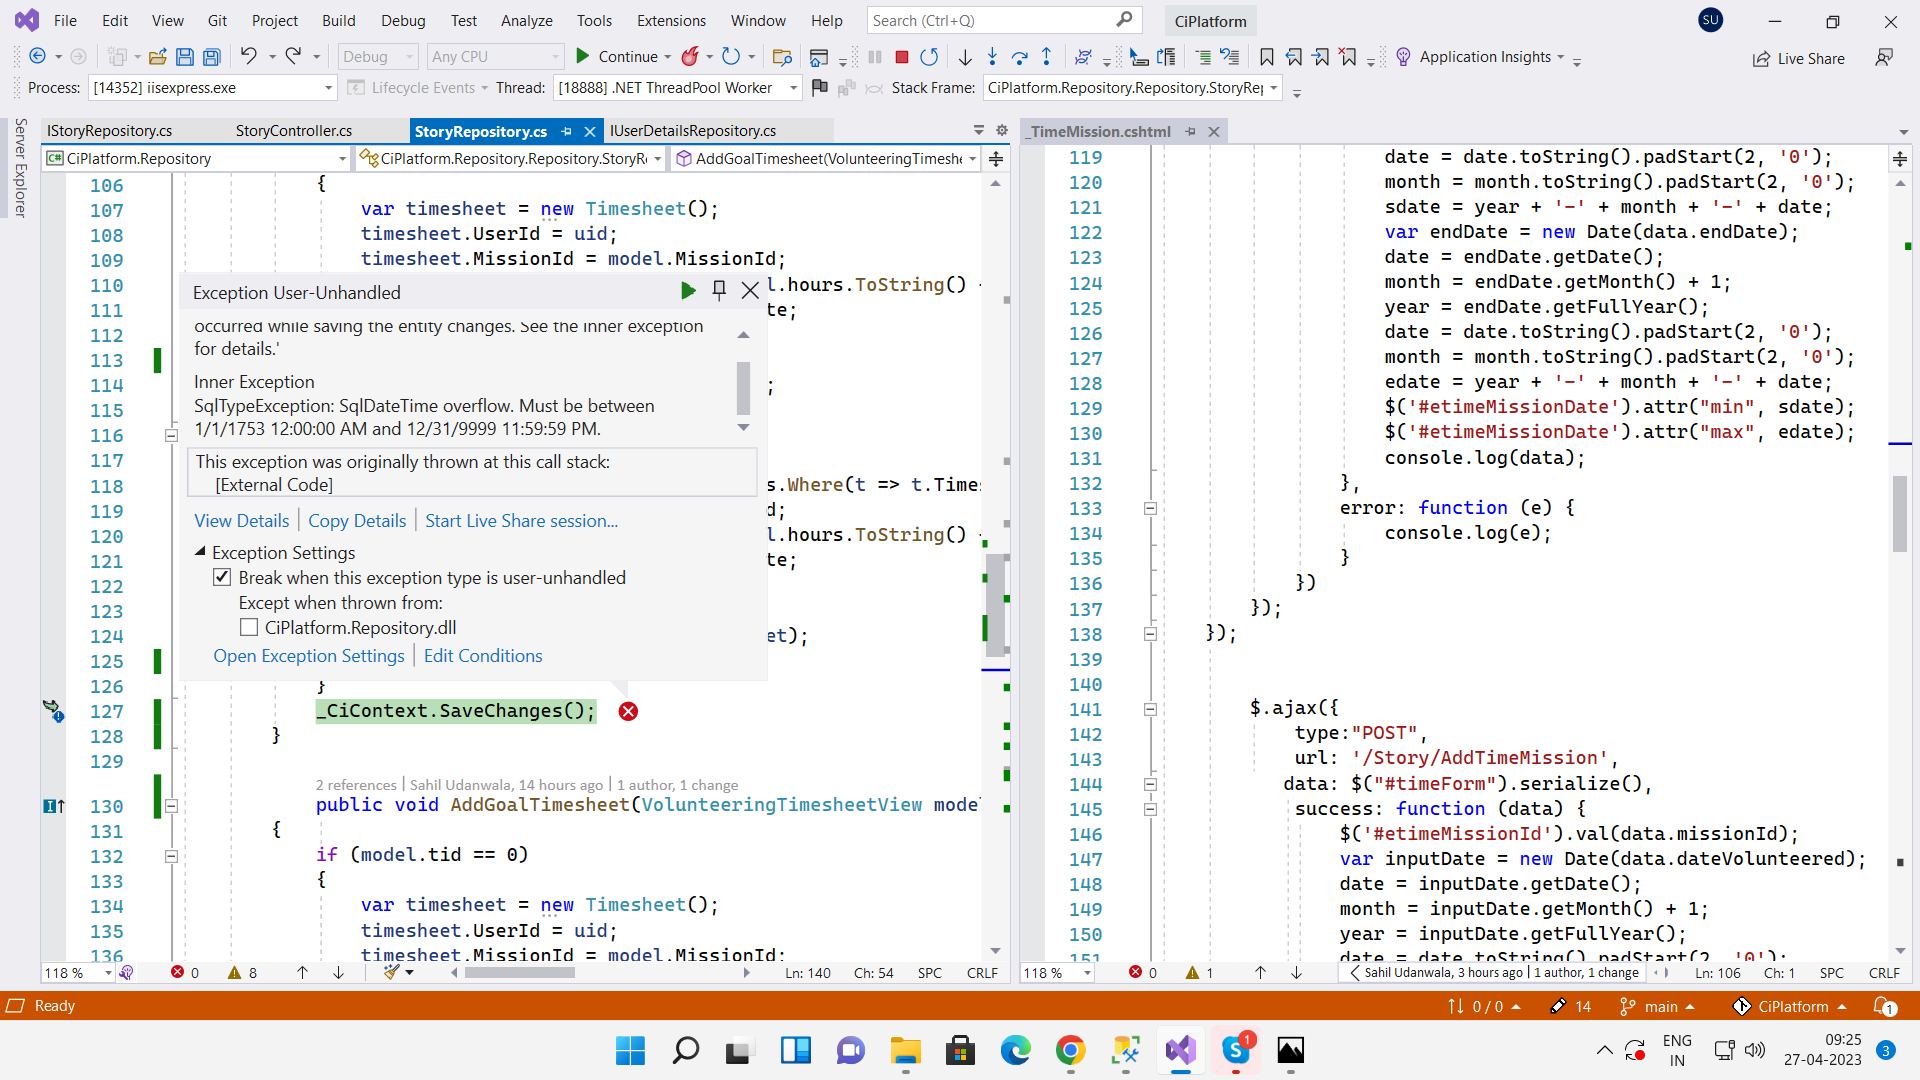 File Edit View Git Project Build Debug Test Analyze Tools Extensions Window Help Search (Ctrl+Q) CiPlatform SU
Debug Any CPU Continue Application Insights Live Share
Process: [14352] iisexpress.exe Lifecycle Events Thread: [18888] .NET ThreadPool Worker Stack Frame: CiPlatform.Repository.Repository.StoryRe
Server Explorer
IStoryRepository.cs StoryController.cs StoryRepository.cs IUserDetailsRepository.cs
C# CiPlatform.Repository CiPlatform.Repository.Repository.StoryR AddGoalTimesheet(VolunteeringTimeshe
106 {
107 var timesheet = new Timesheet();
108 timesheet.UserId = uid;
109 timesheet.MissionId = model.MissionId;
110 l.hours.ToString()
111 te;
112
113
114 ;
115
116
117
118 s.Where(t => t.Times
119 d;
120 l.hours.ToString()
121 te;
122
123
124 et);
125
126 }
127 _CiContext.SaveChanges();
128 }
129
2 references | Sahil Udanwala, 14 hours ago | 1 author, 1 change
130 public void AddGoalTimesheet(VolunteeringTimesheetView model
131 {
132 if (model.tid == 0)
133 {
134 var timesheet = new Timesheet();
135 timesheet.UserId = uid;
136 timesheet.MissionId = model.MissionId;
Exception User-Unhandled
occurred while saving the entity changes. See the inner exception
for details.'
Inner Exception
SqlTypeException: SqlDateTime overflow. Must be between
1/1/1753 12:00:00 AM and 12/31/9999 11:59:59 PM.
This exception was originally thrown at this call stack:
[External Code]
View Details | Copy Details | Start Live Share session...
Exception Settings
Break when this exception type is user-unhandled
Except when thrown from:
CiPlatform.Repository.dll
Open Exception Settings | Edit Conditions
118 % 0 8 Ln: 140 Ch: 54 SPC CRLF
_TimeMission.cshtml
119 date = date.toString().padStart(2, '0');
120 month = month.toString().padStart(2, '0');
121 sdate = year + '-' + month + '-' + date;
122 var endDate = new Date(data.endDate);
123 date = endDate.getDate();
124 month = endDate.getMonth() + 1;
125 year = endDate.getFullYear();
126 date = date.toString().padStart(2, '0');
127 month = month.toString().padStart(2, '0');
128 edate = year + '-' + month + '-' + date;
129 $('#etimeMissionDate').attr("min", sdate);
130 $('#etimeMissionDate').attr("max", edate);
131 console.log(data);
132 },
133 error: function (e) {
134 console.log(e);
135 }
136 })
137 });
138 });
139
140
141 $.ajax({
142 type:"POST",
143 url: '/Story/AddTimeMission',
144 data: $("#timeForm").serialize(),
145 success: function (data) {
146 $('#etimeMissionId').val(data.missionId);
147 var inputDate = new Date(data.dateVolunteered);
148 date = inputDate.getDate();
149 month = inputDate.getMonth() + 1;
150 year = inputDate.getFullYear();
151 date = date.toString().padStart(2, '0');
118 % 0 1 Sahil Udanwala, 3 hours ago | 1 author, 1 change Ln: 106 Ch: 1 SPC CRLF
Ready 0 / 0 14 main CiPlatform 1
1
ENG
IN
09:25
27-04-2023
3